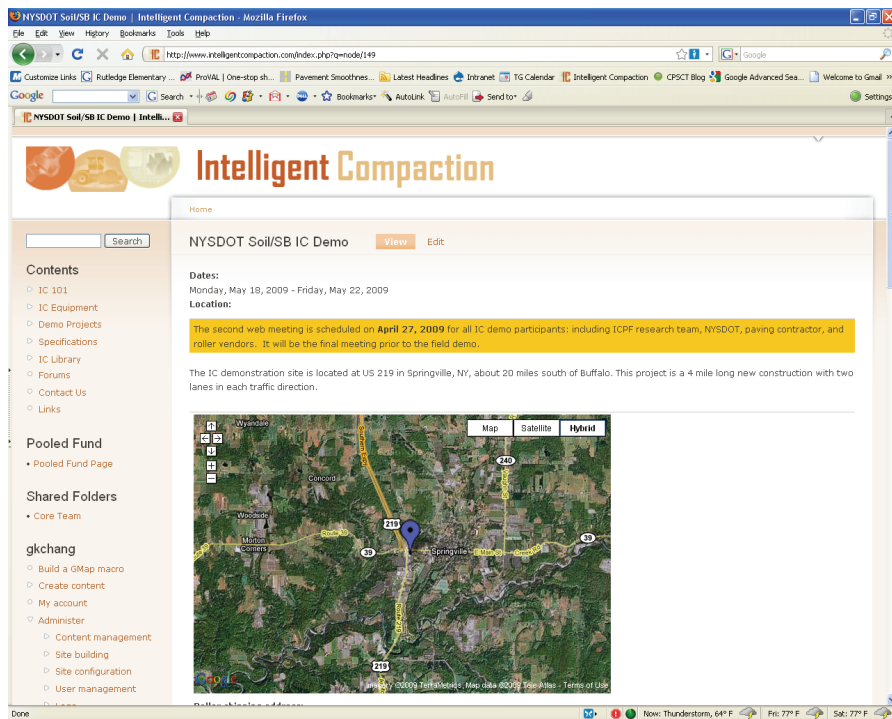 NYSDOT Soil/SB IC Demo | Intelligent Compaction - Mozilla Firefox
File Edit View History Bookmarks Tools Help
http://www.intelligentcompaction.com/index.php?q=node/149
Google
Customize Links Rutledge Elementary ... ProVAL | One-stop sh... Pavement Smoothnes... Latest Headlines Intranet TG Calendar Intelligent Compaction CPSCT Blog Google Advanced Sea... Welcome to Gmail »
Google Search Bookmarks AutoLink AutoFill Send to Settings
NYSDOT Soil/SB IC Demo | Intelli...
Intelligent Compaction
Home
Search
NYSDOT Soil/SB IC Demo View Edit
Contents
IC 101
IC Equipment
Demo Projects
Specifications
IC Library
Forums
Contact Us
Links
Pooled Fund
Pooled Fund Page
Shared Folders
Core Team
gkchang
Build a GMap macro
Create content
My account
Administer
Content management
Site building
Site configuration
User management
Dates:
Monday, May 18, 2009 - Friday, May 22, 2009
Location:
The second web meeting is scheduled on April 27, 2009 for all IC demo participants: including ICPF research team, NYSDOT, paving contractor, and
roller vendors. It will be the final meeting prior to the field demo.
The IC demonstration site is located at US 219 in Springville, NY, about 20 miles south of Buffalo. This project is a 4 mile long new construction with two
lanes in each traffic direction.
Map Satellite Hybrid
Wyandale
240
Concord
Woodside
219
Route 39
Morton
Corners
39
39
Springville
E Main St
219
Google
Imagery ©2009 TerraMetrics, Map data ©2009 Tele Atlas - Terms of Use
Roller shipping address:
Done
Now: Thunderstorm, 64° F Fri: 77° F Sat: 77° F